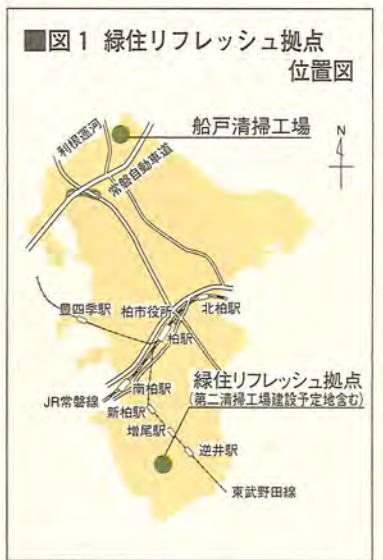 ■図1 緑住リフレッシュ拠点
位置図
船戸清掃工場
N
利根運河
常磐自動車道
豊四季駅
柏市役所
北柏駅
柏駅
南柏駅
JR常磐線
新柏駅
増尾駅
逆井駅
緑住リフレッシュ拠点
(第二清掃工場建設予定地含む)
東武野田線